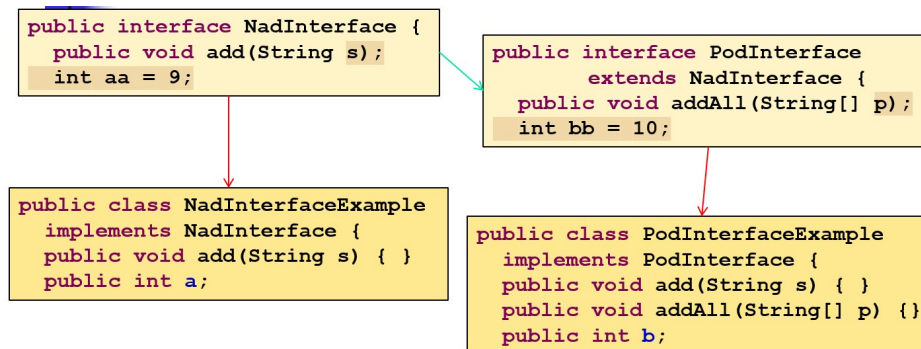 public interface NadInterface {
public void add(String s);
int aa = 9;
public interface PodInterface
extends NadInterface {
public void addAll(String[] p);
int bb = 10;
public class NadInterfaceExample
implements NadInterface {
public void add(String s) { }
public int a;
public class PodInterfaceExample
implements PodInterface {
public void add(String s) { }
public void addAll(String[] p) {}
public int b;